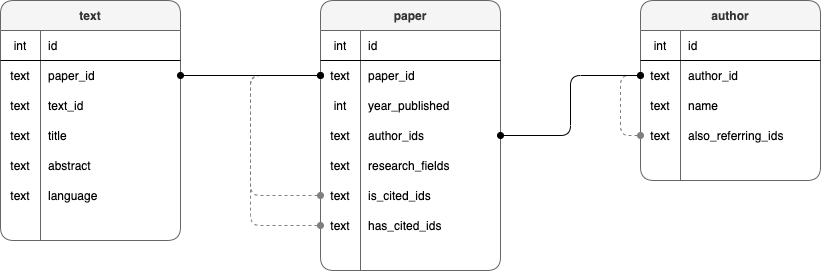 text
int id
text paper_id
text text_id
text title
text abstract
text language
paper
int id
text paper_id
int year_published
text author_ids
text research_fields
text is_cited_ids
text has_cited_ids
author
int id
text author_id
text name
text also_referring_ids